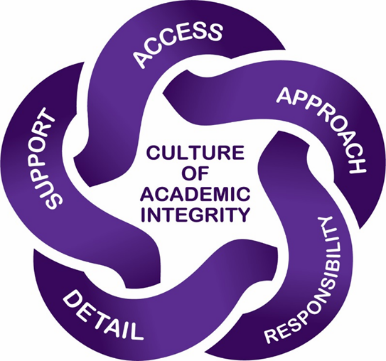 ACCESS
APPROACH
RESPONSIBILITY
DETAIL
SUPPORT
CULTURE
OF
ACADEMIC
INTEGRITY